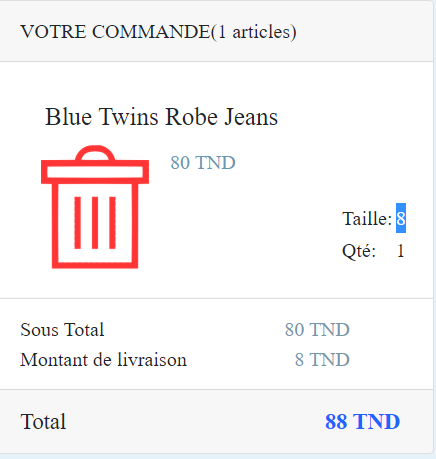 VOTRE COMMANDE(1 articles)
Blue Twins Robe Jeans
80 TND
Taille: 8
Qté: 1
Sous Total 80 TND
Montant de livraison 8 TND
Total 88 TND